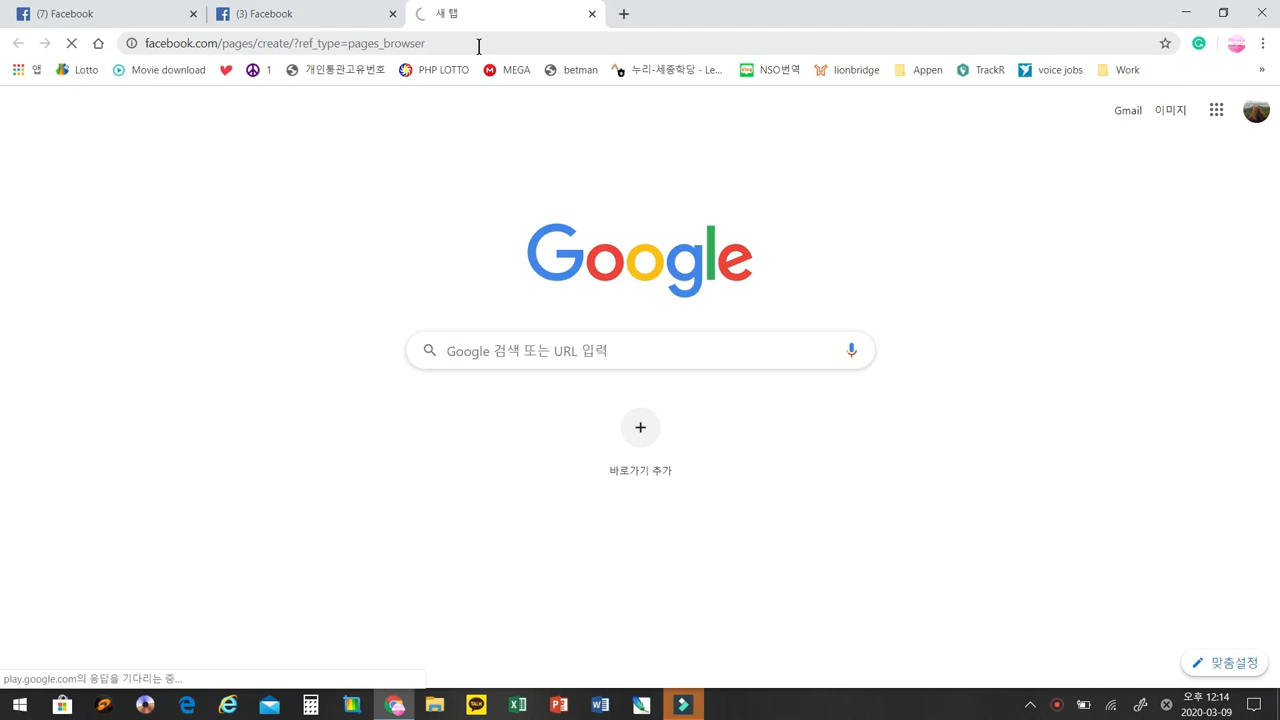 (7) Facebook
(3) Facebook
새 탭
facebook.com/pages/create/?ref_type=pages_browser
앱
Lotto
Movie download
1
개인통관고유번호
PHP LOTTO
MEGA
betman
누리-세종학당 - Le...
NSO번역
lionbridge
Appen
TrackR
voice jobs
Work
»
Gmail
이미지
Google
Google 검색 또는 URL 입력
바로가기 추가
맞춤설정
play.google.com의 응답을 기다리는 중...
TALK
오후 12:14
2020-03-09